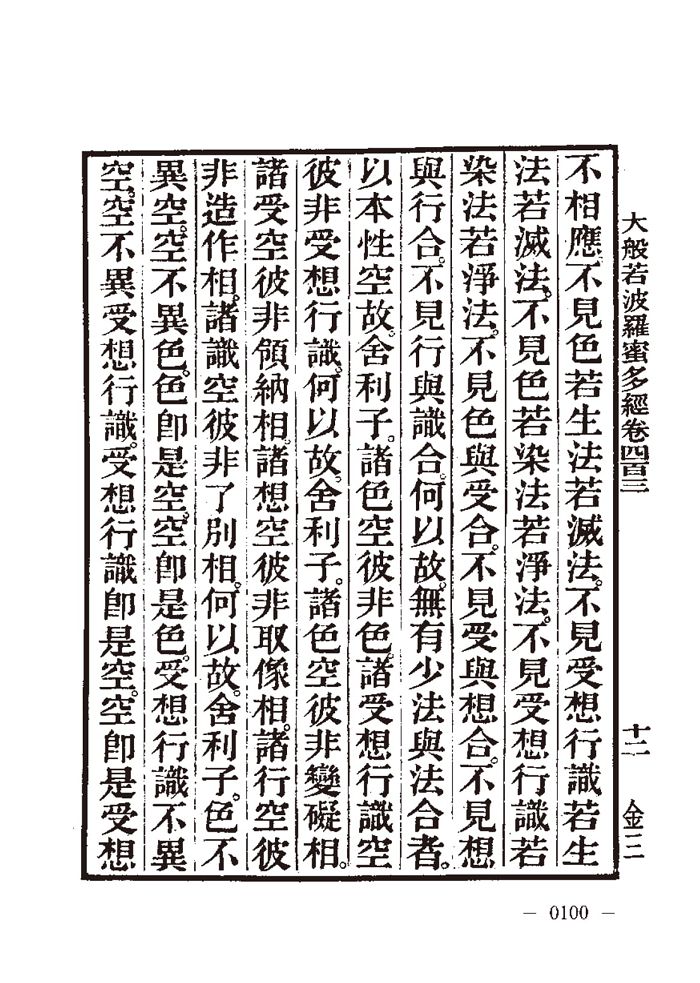 大般若波羅蜜多經卷四百三 十二 金三
不相應。不見色若生法若滅法。不見受想行識若生
法若滅法。不見色若染法若淨法。不見受想行識若
染法若淨法。不見色與受合。不見受與想合。不見想
與行合。不見行與識合。何以故。無有少法與法合者。
以本性空故。舍利子。諸色空彼非色。諸受想行識空
彼非受想行識。何以故。舍利子。諸色空彼非變礙相。
諸受空彼非領納相。諸想空彼非取像相。諸行空彼
非造作相。諸識空彼非了別相。何以故。舍利子。色不
異空。空不異色。色卽是空。空卽是色。受想行識不異
空。空不異受想行識。受想行識卽是空。空卽是受想
— 0100 —